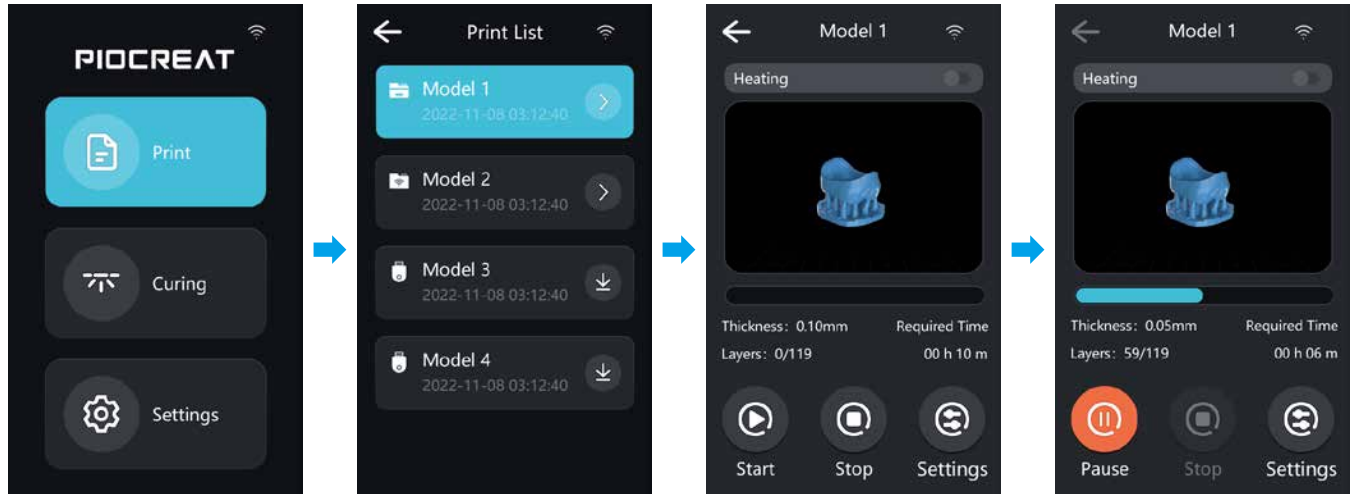 PIOCREAT
Print
Curing
Settings
Print List
Model 1
2022-11-08 03:12:40
Model 2
2022-11-08 03:12:40
Model 3
2022-11-08 03:12:40
Model 4
2022-11-08 03:12:40
Model 1
Heating
Thickness: 0.10mm Required Time
Layers: 0/119 00 h 10 m
Start Stop Settings
Model 1
Heating
Thickness: 0.05mm Required Time
Layers: 59/119 00 h 06 m
Pause Stop Settings